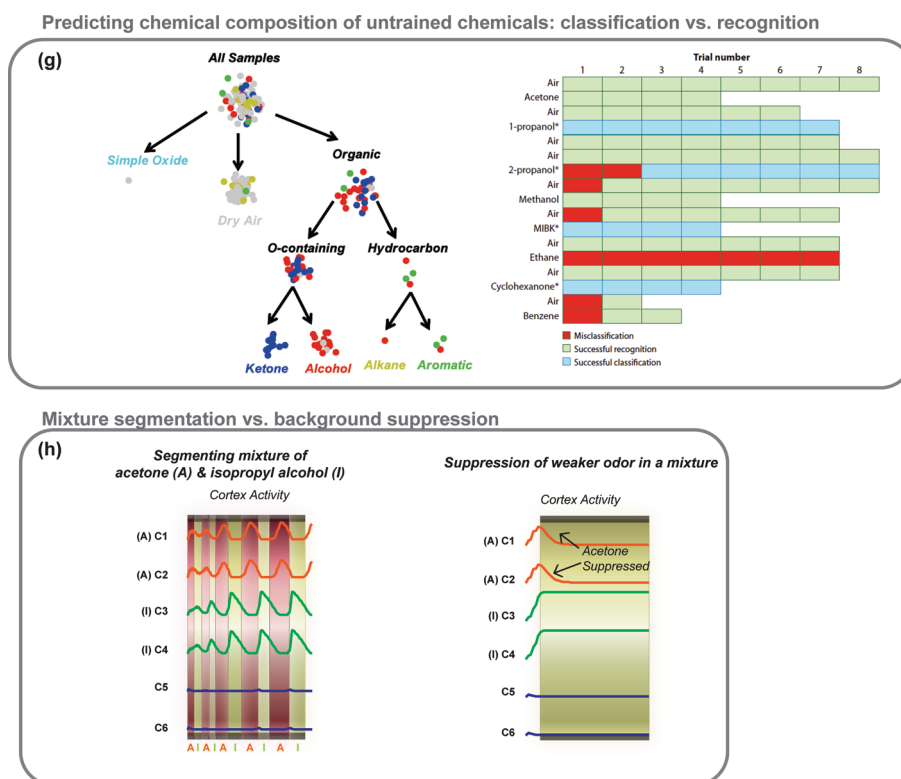 Predicting chemical composition of untrained chemicals: classification vs. recognition
(g)
All Samples
Simple Oxide
Dry Air
Organic
O-containing
Hydrocarbon
Ketone
Alcohol
Alkane
Aromatic
Trial number
1 2 3 4 5 6 7 8
Air
Acetone
Air
1-propanol*
Air
Air
2-propanol*
Air
Methanol
Air
MIBK*
Air
Ethane
Air
Cyclohexanone*
Air
Benzene
Misclassification
Successful recognition
Successful classification
Mixture segmentation vs. background suppression
(h)
Segmenting mixture of
acetone (A) & isopropyl alcohol (I)
Cortex Activity
(A) C1
(A) C2
(I) C3
(I) C4
C5
C6
A I A I A I A I A I
Suppression of weaker odor in a mixture
Cortex Activity
(A) C1
Acetone
Suppressed
(A) C2
(I) C3
(I) C4
C5
C6